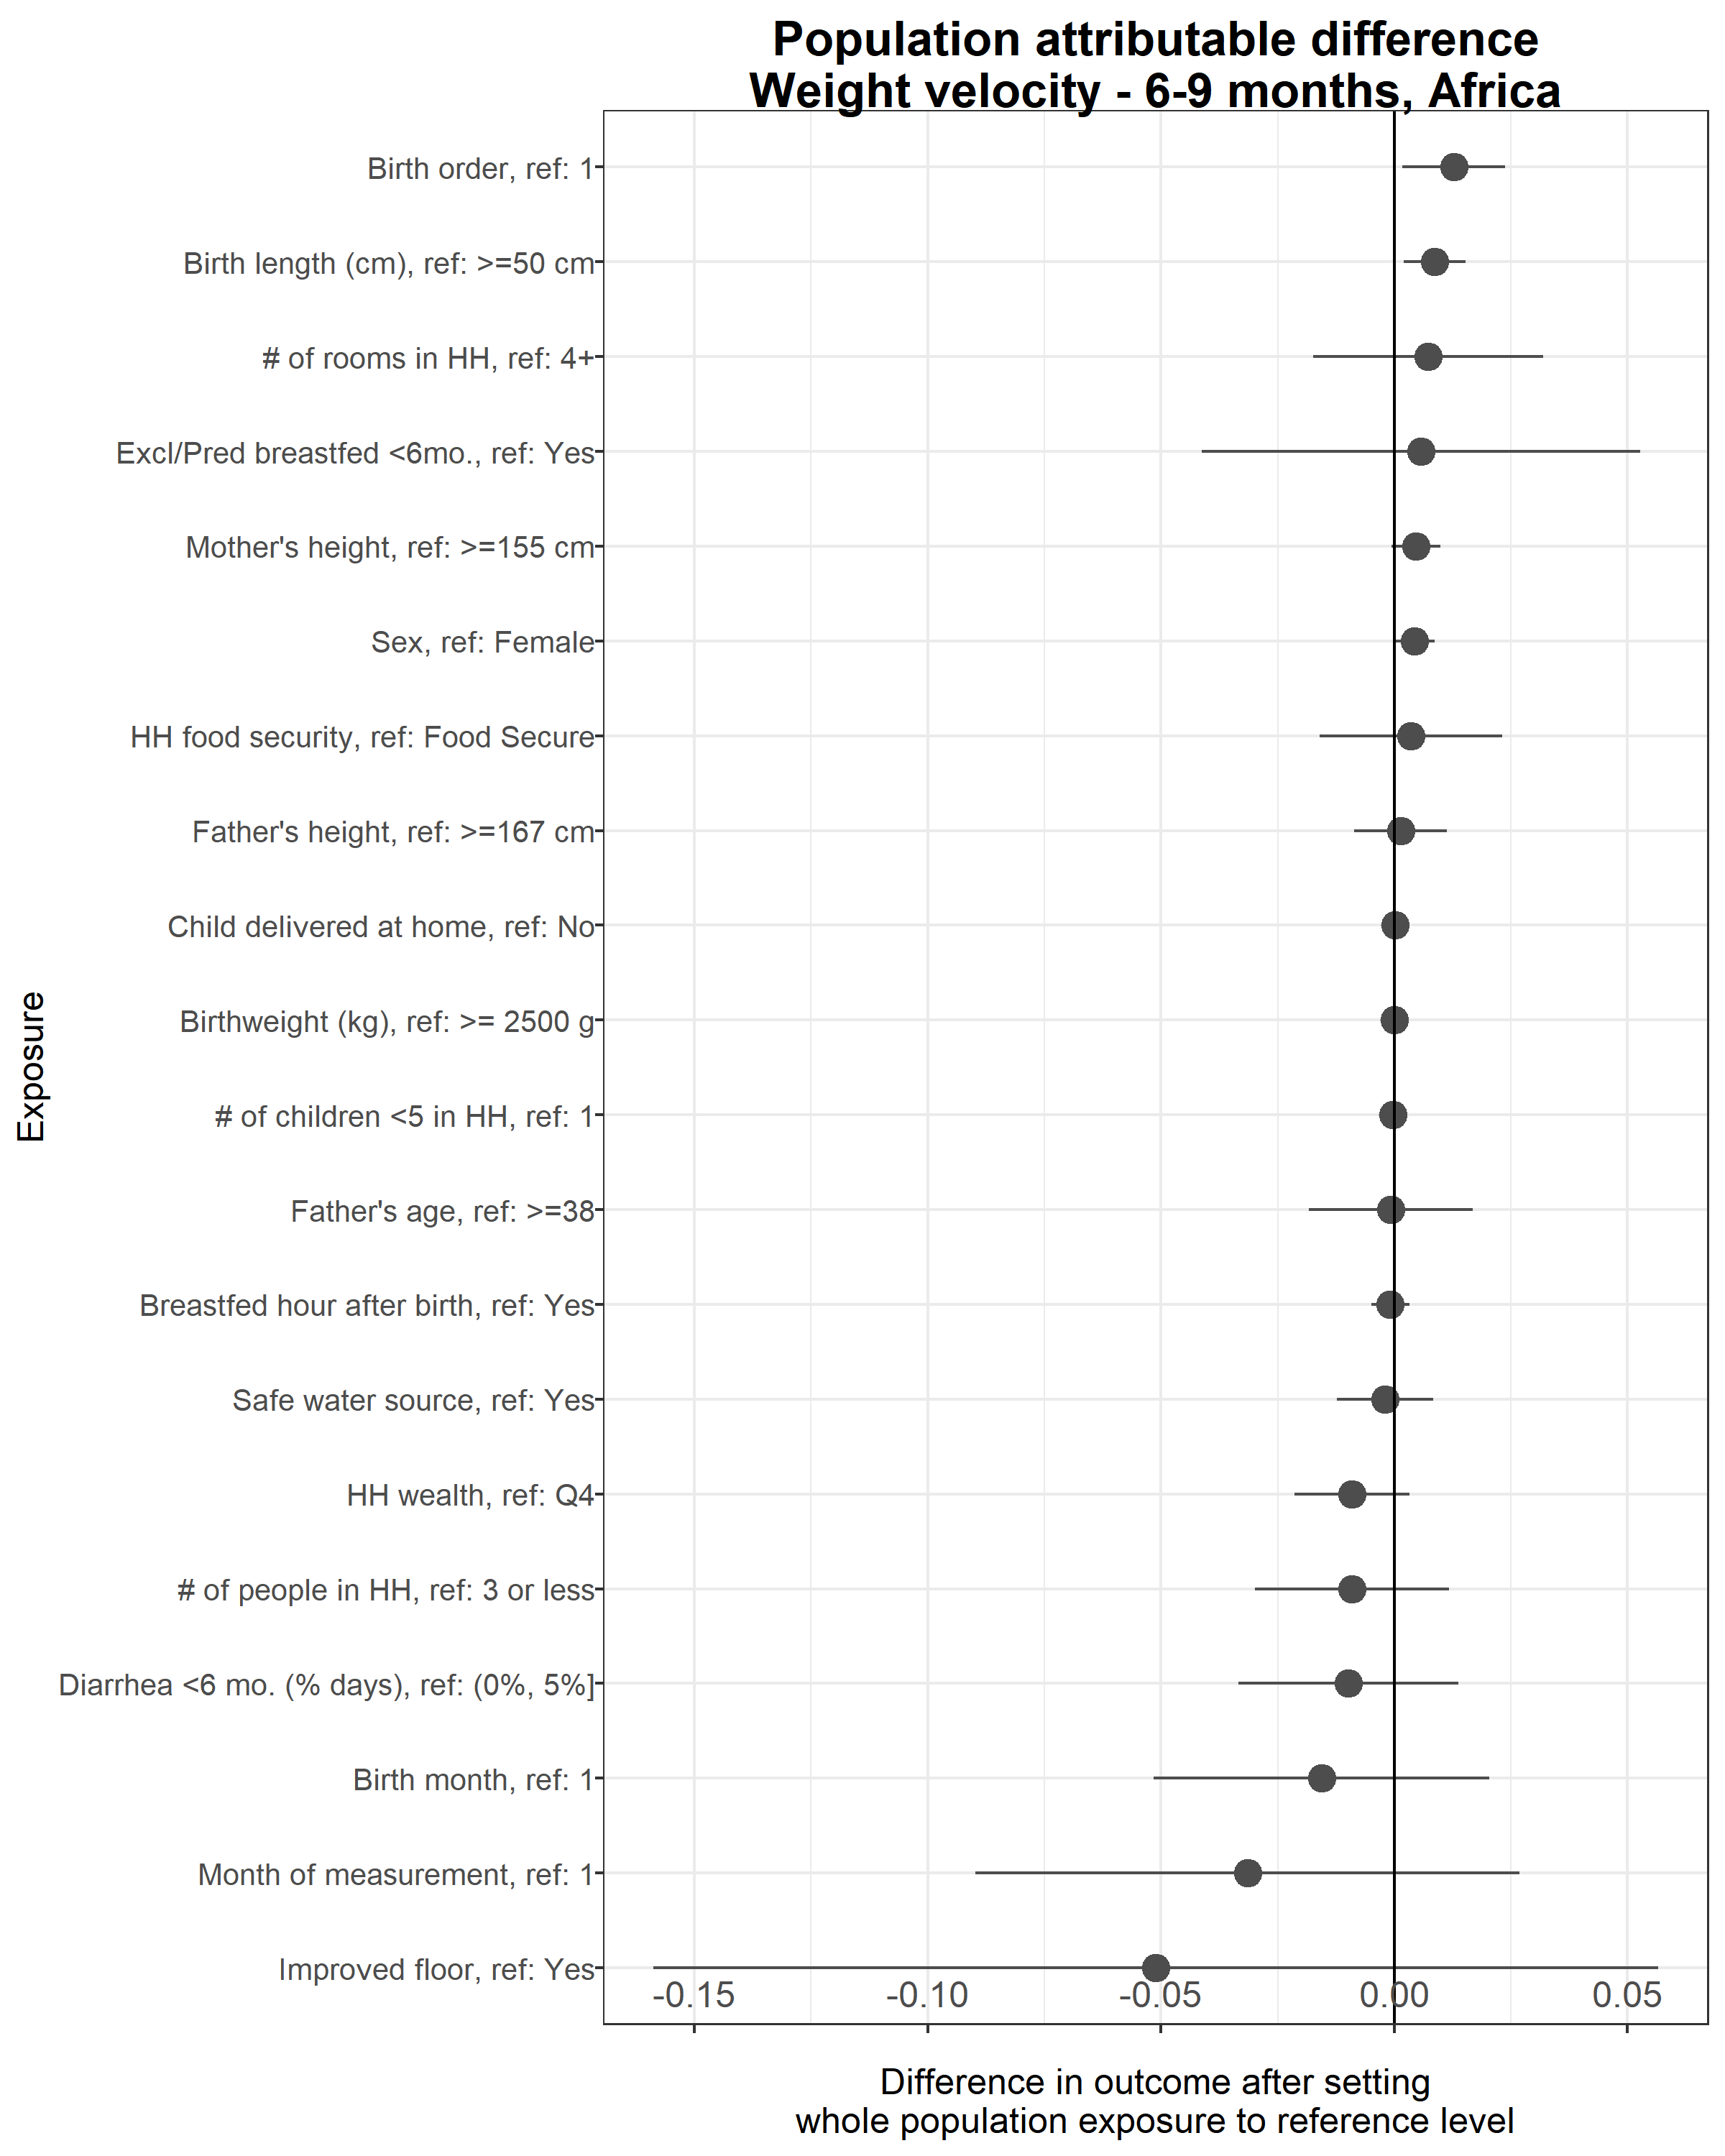 Population attributable difference
Weight velocity - 6-9 months, Africa
Exposure
Birth order, ref: 1
Birth length (cm), ref: >=50 cm
# of rooms in HH, ref: 4+
Excl/Pred breastfed <6mo., ref: Yes
Mother's height, ref: >=155 cm
Sex, ref: Female
HH food security, ref: Food Secure
Father's height, ref: >=167 cm
Child delivered at home, ref: No
Birthweight (kg), ref: >= 2500 g
# of children <5 in HH, ref: 1
Father's age, ref: >=38
Breastfed hour after birth, ref: Yes
Safe water source, ref: Yes
HH wealth, ref: Q4
# of people in HH, ref: 3 or less
Diarrhea <6 mo. (% days), ref: (0%, 5%]
Birth month, ref: 1
Month of measurement, ref: 1
Improved floor, ref: Yes
-0.15 -0.10 -0.05 0.00 0.05
Difference in outcome after setting
whole population exposure to reference level